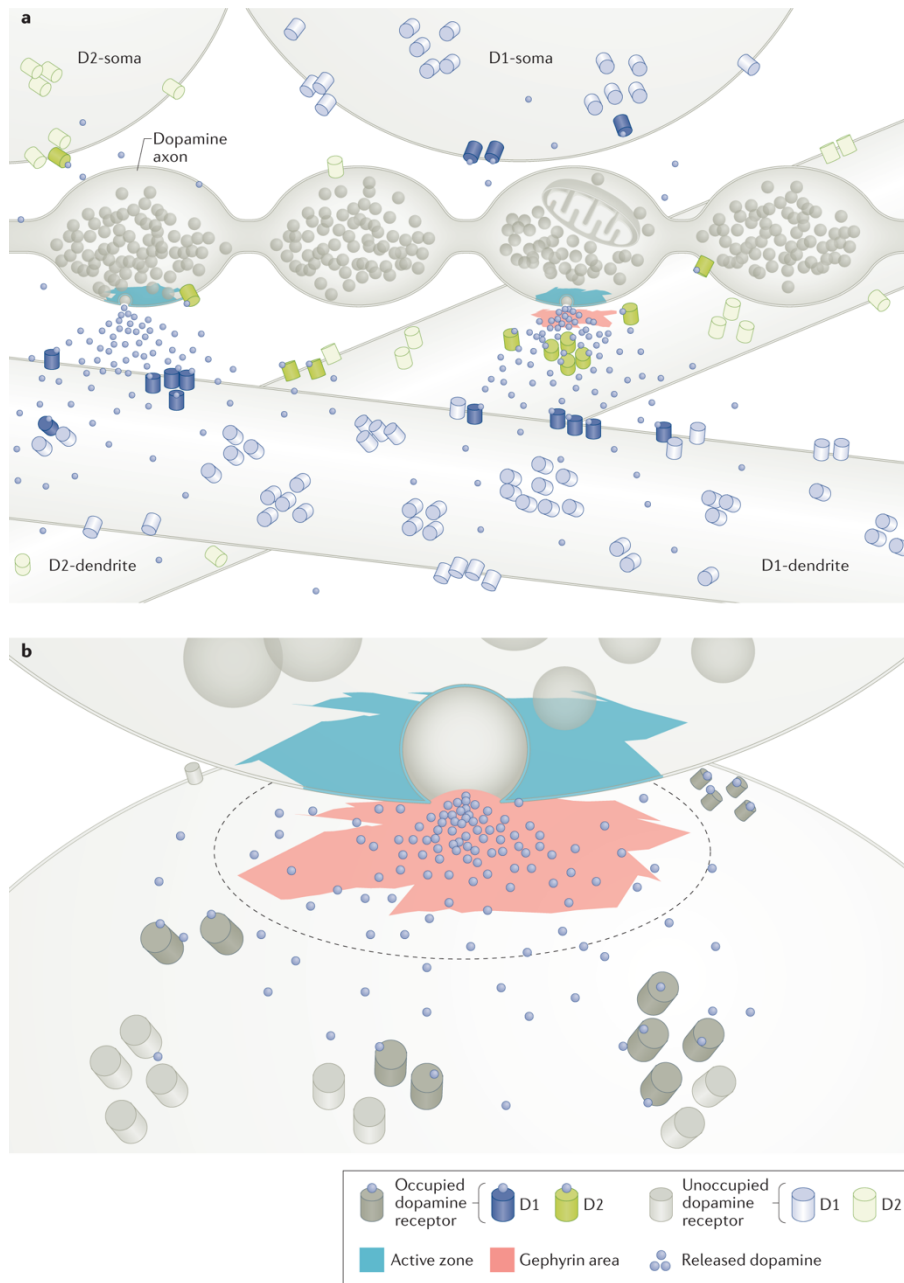 a
D2-soma
D1-soma
Dopamine
axon
D2-dendrite
D1-dendrite
b
Occupied
dopamine
receptor
D1
D2
Unoccupied
dopamine
receptor
D1
D2
Active zone
Gephyrin area
Released dopamine